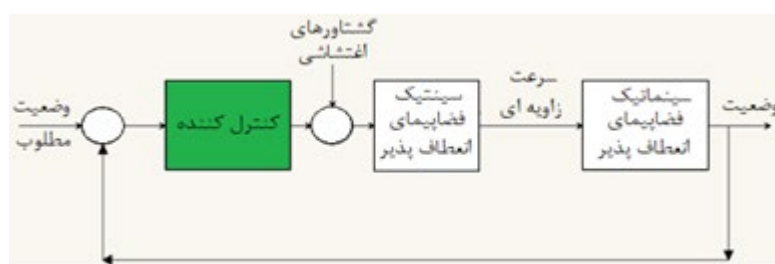 گشتاورهای
اغتشاشی
وضعیت
مطلوب
کنترل کننده
سینتیک
فضاپیمای
انعطاف پذیر
سرعت
زاویه ای
سینماتیک
فضاپیمای
انعطاف پذیر
وضعیت